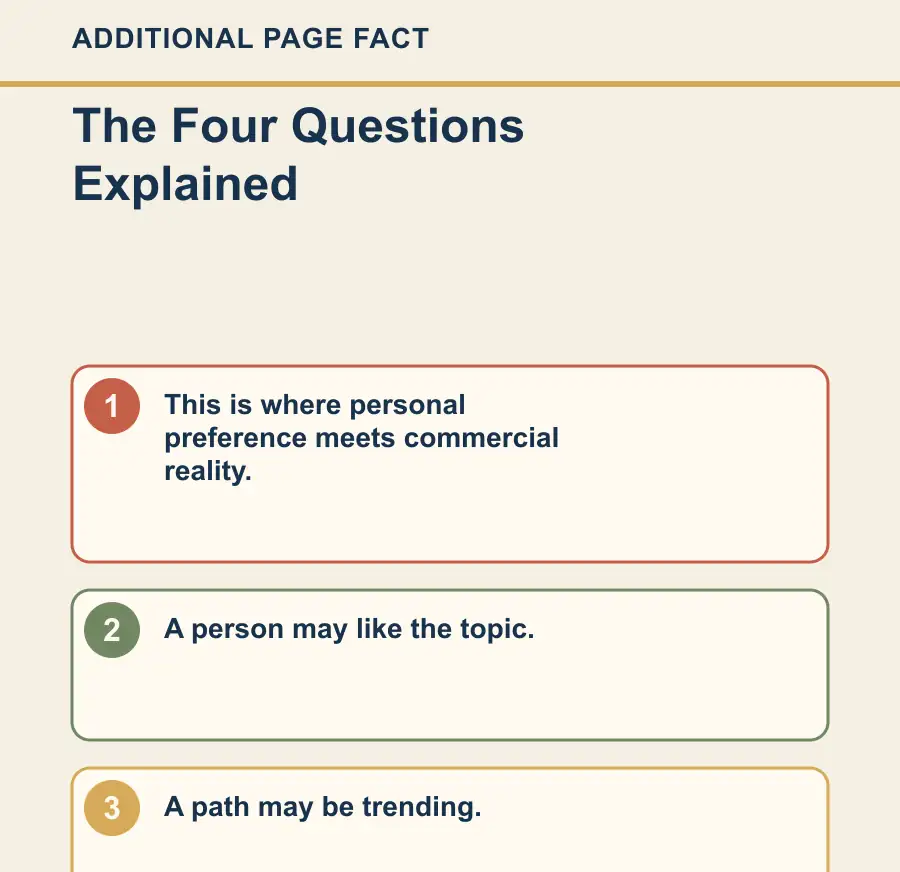 ADDITIONAL PAGE FACT
The Four Questions
Explained
1
This is where personal
preference meets commercial
reality.
2
A person may like the topic.
3
A path may be trending.